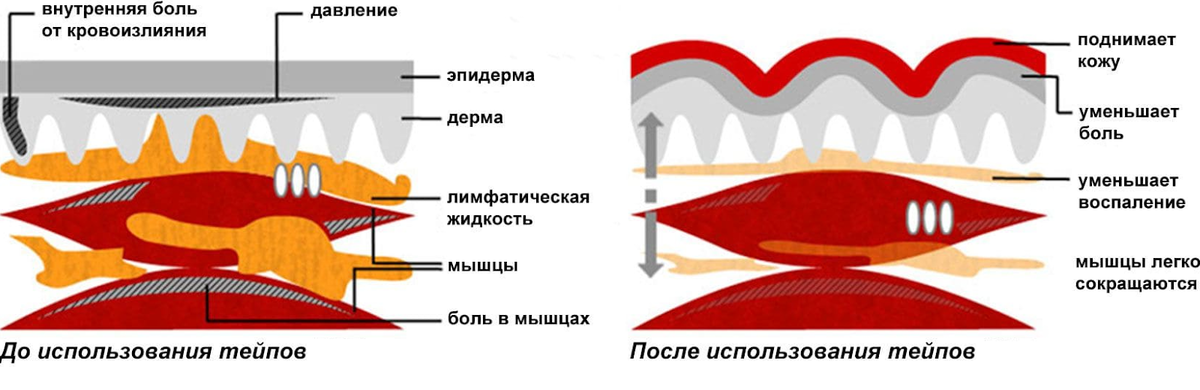 внутренняя боль
от кровоизлияния
давление
эпидерма
дерма
лимфатическая
жидкость
мышцы
боль в мышцах
До использования тейпов
поднимает
кожу
уменьшает
боль
уменьшает
воспаление
мышцы легко
сокращаются
После использования тейпов